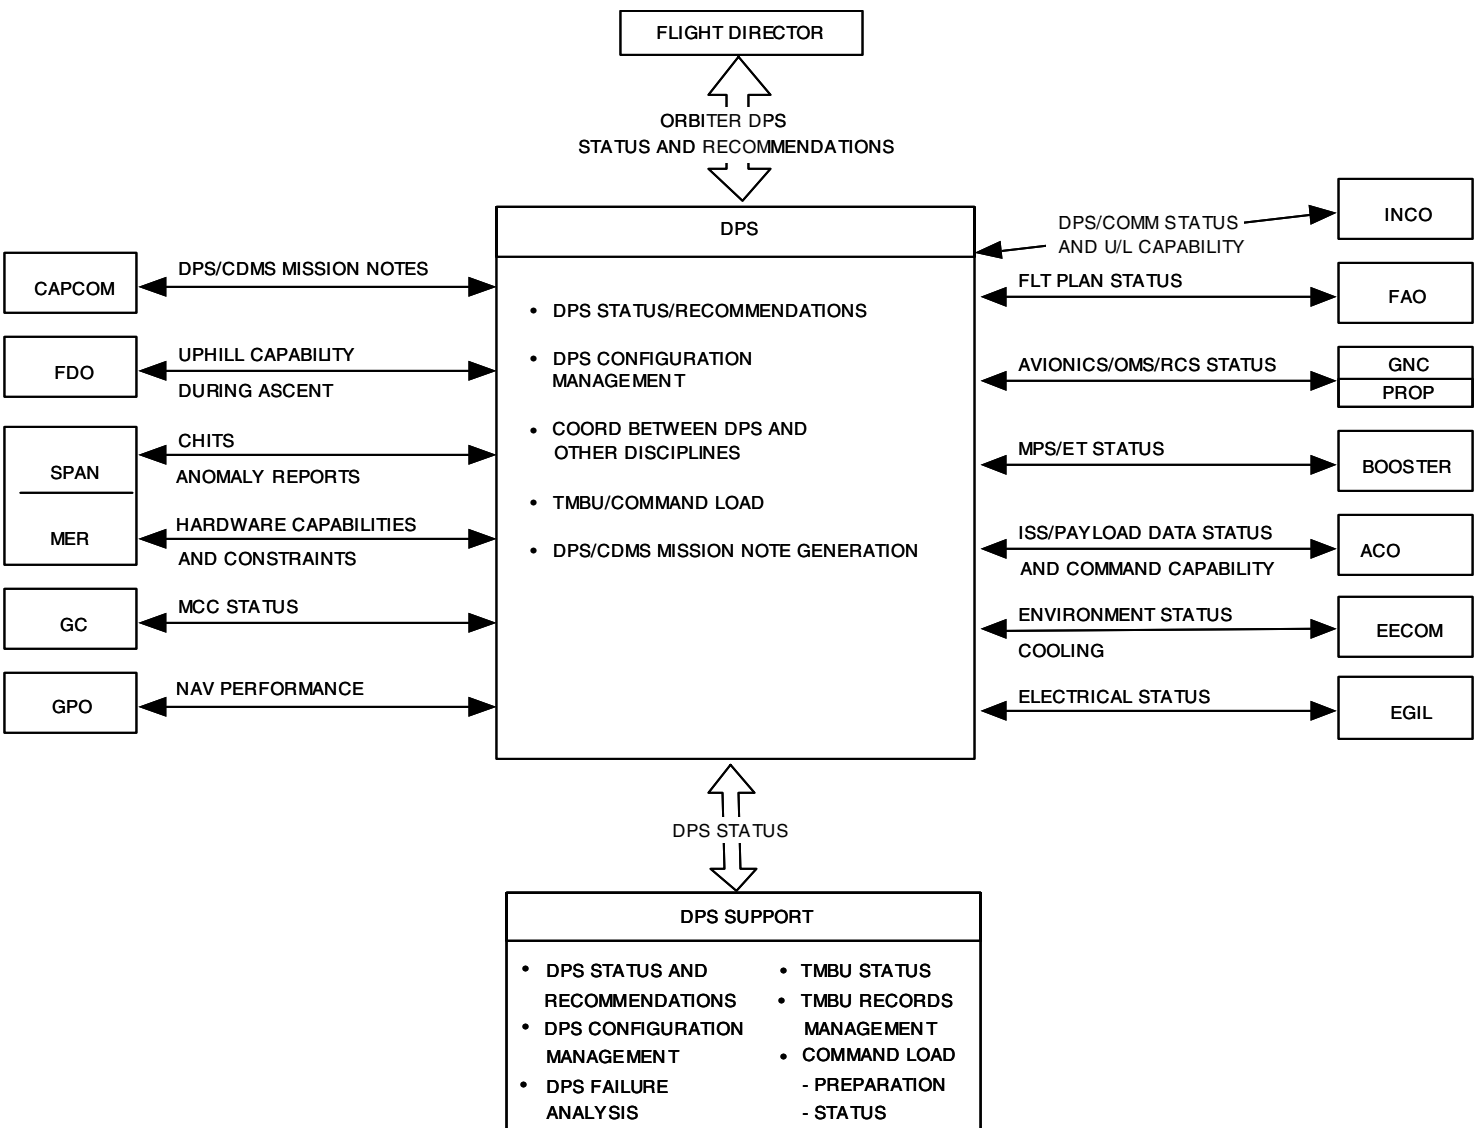 FLIGHT DIRECTOR
ORBITER DPS
STATUS AND RECOMMENDATIONS
CAPCOM
DPS/CDMS MISSION NOTES
FDO
UPHILL CAPABILITY
DURING ASCENT
SPAN
CHITS
ANOMALY REPORTS
MER
HARDWARE CAPABILITIES
AND CONSTRAINTS
GC
MCC STATUS
GPO
NAV PERFORMANCE
DPS
• DPS STATUS/RECOMMENDATIONS
• DPS CONFIGURATION
MANAGEMENT
• COORD BETWEEN DPS AND
OTHER DISCIPLINES
• TMBU/COMMAND LOAD
• DPS/CDMS MISSION NOTE GENERATION
DPS/COMM STATUS
AND U/L CAPABILITY
INCO
FLT PLAN STATUS
FAO
AVIONICS/OMS/RCS STATUS
GNC
PROP
MPS/ET STATUS
BOOSTER
ISS/PAYLOAD DATA STATUS
AND COMMAND CAPABILITY
ACO
ENVIRONMENT STATUS
COOLING
EECOM
ELECTRICAL STATUS
EGIL
DPS STATUS
DPS SUPPORT
• DPS STATUS AND
RECOMMENDATIONS
• DPS CONFIGURATION
MANAGEMENT
• DPS FAILURE
ANALYSIS
• TMBU STATUS
• TMBU RECORDS
MANAGEMENT
• COMMAND LOAD
- PREPARATION
- STATUS